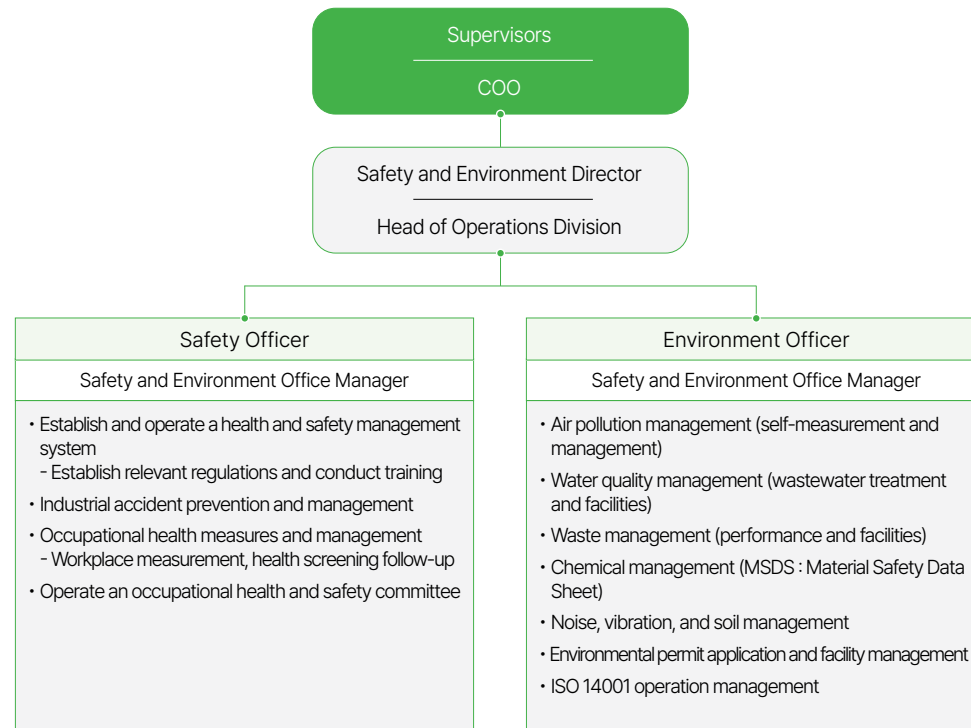 Supervisors
COO
Safety and Environment Director
Head of Operations Division
Safety Officer
Safety and Environment Office Manager
• Establish and operate a health and safety management
system
- Establish relevant regulations and conduct training
• Industrial accident prevention and management
• Occupational health measures and management
- Workplace measurement, health screening follow-up
• Operate an occupational health and safety committee
Environment Officer
Safety and Environment Office Manager
• Air pollution management (self-measurement and
management)
• Water quality management (wastewater treatment
and facilities)
• Waste management (performance and facilities)
• Chemical management (MSDS : Material Safety Data
Sheet)
• Noise, vibration, and soil management
• Environmental permit application and facility management
• ISO 14001 operation management